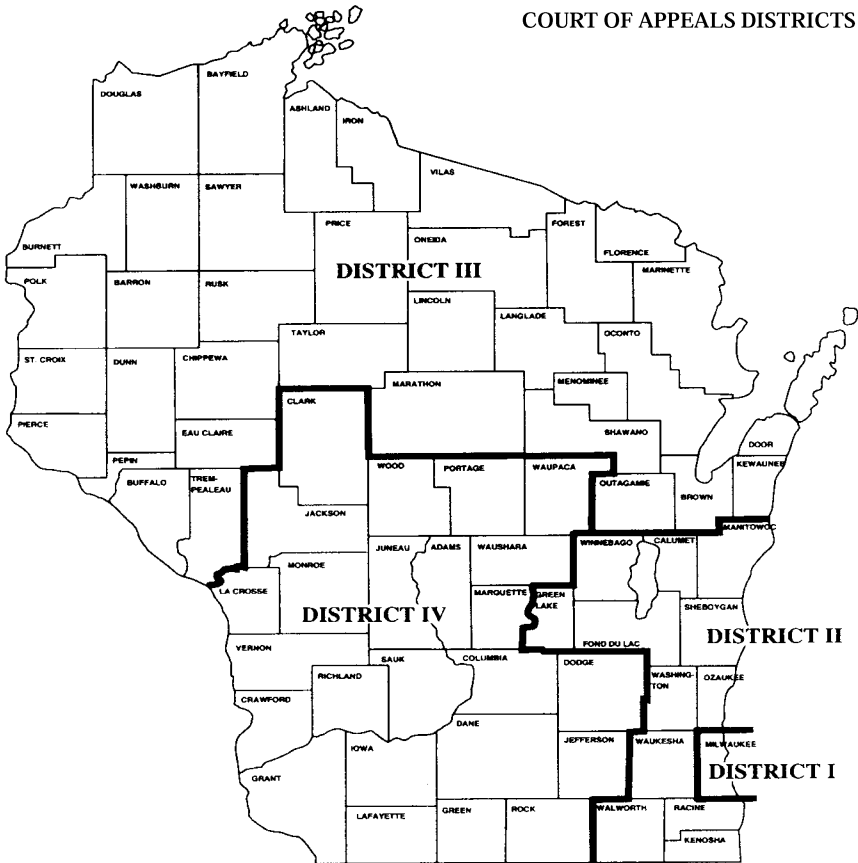 COURT OF APPEALS DISTRICTS
BAYFIELD
DOUGLAS
ASHLAND
IRON
VILAS
WASHBURN
SAWYER
PRICE
FOREST
ONEIDA
BURNETT
FLORENCE
DISTRICT III
MARINETTE
POLK
BARRON
RUSK
LINCOLN
LANGLADE
TAYLOR
OCONTO
ST. CROIX
DUNN
CHIPPEWA
MARATHON
MENOMINEE
CLARK
PIERCE
EAU CLAIRE
SHAWANO
DOOR
PEPIN
WOOD
PORTAGE
WAUPACA
KEWAUNEE
BUFFALO
TREM-
PEALEAU
OUTAGAMIE
BROWN
JACKSON
MANITOWOC
JUNEAU
ADAMS
WAUSHARA
WINNEBAGO
CALUMET
MONROE
LA CROSSE
MARQUETTE
GREEN
LAKE
SHEBOYGAN
DISTRICT IV
DISTRICT II
VERNON
FOND DU LAC
SAUK
COLUMBIA
DODGE
RICHLAND
WASHING-
TON
OZAUKEE
CRAWFORD
DANE
JEFFERSON
WAUKESHA
MILWAUKEE
IOWA
GRANT
DISTRICT I
LAFAYETTE
GREEN
ROCK
WALWORTH
RACINE
KENOSHA